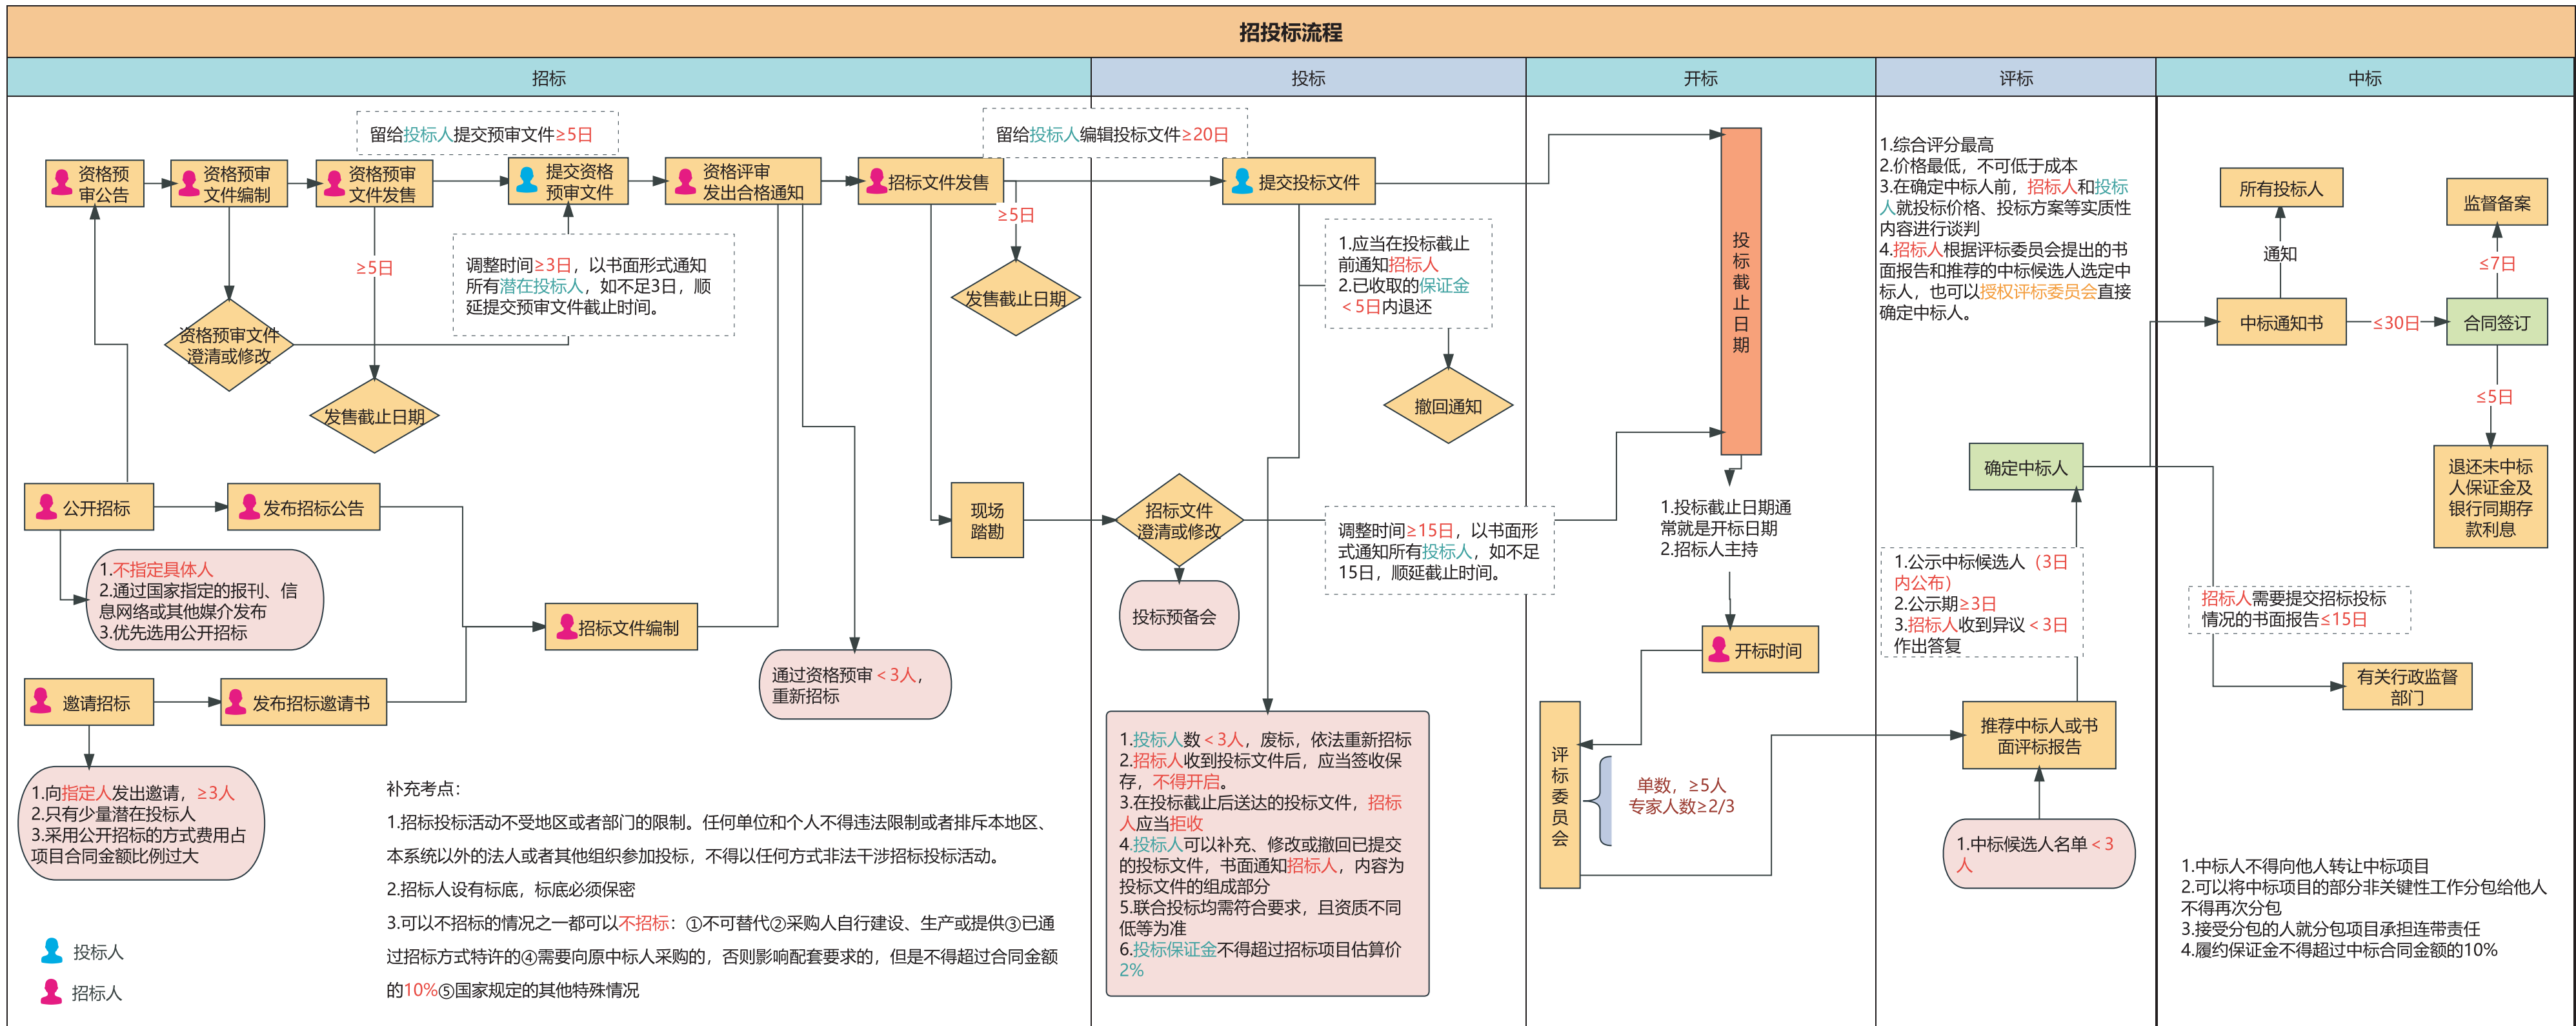 招投标流程
招标
投标
开标
评标
中标
留给投标人提交预审文件≥5日
资格预
审公告
资格预审
文件编制
资格预审
文件发售
提交资格
预审文件
资格评审
发出合格通知
招标文件发售
≥5日
调整时间≥3日，以书面形式通知
所有潜在投标人，如不足3日，顺
延提交预审文件截止时间。
≥5日
发售截止日期
资格预审文件
澄清或修改
发售截止日期
公开招标
发布招标公告
1.不指定具体人
2.通过国家指定的报刊、信
息网络或其他媒介发布
3.优先选用公开招标
招标文件编制
现场
踏勘
通过资格预审＜3人，
重新招标
邀请招标
发布招标邀请书
1.向指定人发出邀请，≥3人
2.只有少量潜在投标人
3.采用公开招标的方式费用占
项目合同金额比例过大
补充考点：
1.招标投标活动不受地区或者部门的限制。任何单位和个人不得违法限制或者排斥本地区、
本系统以外的法人或者其他组织参加投标，不得以任何方式非法干涉招标投标活动。
2.招标人设有标底，标底必须保密
3.可以不招标的情况之一都可以不招标：①不可替代②采购人自行建设、生产或提供③已通
过招标方式特许的④需要向原中标人采购的，否则影响配套要求的，但是不得超过合同金额
的10%⑤国家规定的其他特殊情况
投标人
招标人
留给投标人编辑投标文件≥20日
提交投标文件
1.应当在投标截止
前通知招标人
2.已收取的保证金
＜5日内退还
撤回通知
招标文件
澄清或修改
调整时间≥15日，以书面形
式通知所有投标人，如不足
15日，顺延截止时间。
投标预备会
1.投标人数＜3人，废标，依法重新招标
2.招标人收到投标文件后，应当签收保
存，不得开启。
3.在投标截止后送达的投标文件，招标
人应当拒收
4.投标人可以补充、修改或撤回已提交
的投标文件，书面通知招标人，内容为
投标文件的组成部分
5.联合投标均需符合要求，且资质不同
低等为准
6.投标保证金不得超过招标项目估算价
2%
投
标
截
止
日
期
1.投标截止日期通
常就是开标日期
2.招标人主持
开标时间
评
标
委
员
会
单数，≥5人
专家人数≥2/3
1.综合评分最高
2.价格最低，不可低于成本
3.在确定中标人前，招标人和投标
人就投标价格、投标方案等实质性
内容进行谈判
4.招标人根据评标委员会提出的书
面报告和推荐的中标候选人选定中
标人，也可以授权评标委员会直接
确定中标人。
确定中标人
1.公示中标候选人（3日
内公布）
2.公示期≥3日
3.招标人收到异议＜3日
作出答复
推荐中标人或书
面评标报告
1.中标候选人名单＜3
人
所有投标人
通知
中标通知书
≤30日
监督备案
≤7日
合同签订
≤5日
退还未中标
人保证金及
银行同期存
款利息
招标人需要提交招标投标
情况的书面报告≤15日
有关行政监督
部门
1.中标人不得向他人转让中标项目
2.可以将中标项目的部分非关键性工作分包给他人
不得再次分包
3.接受分包的人就分包项目承担连带责任
4.履约保证金不得超过中标合同金额的10%